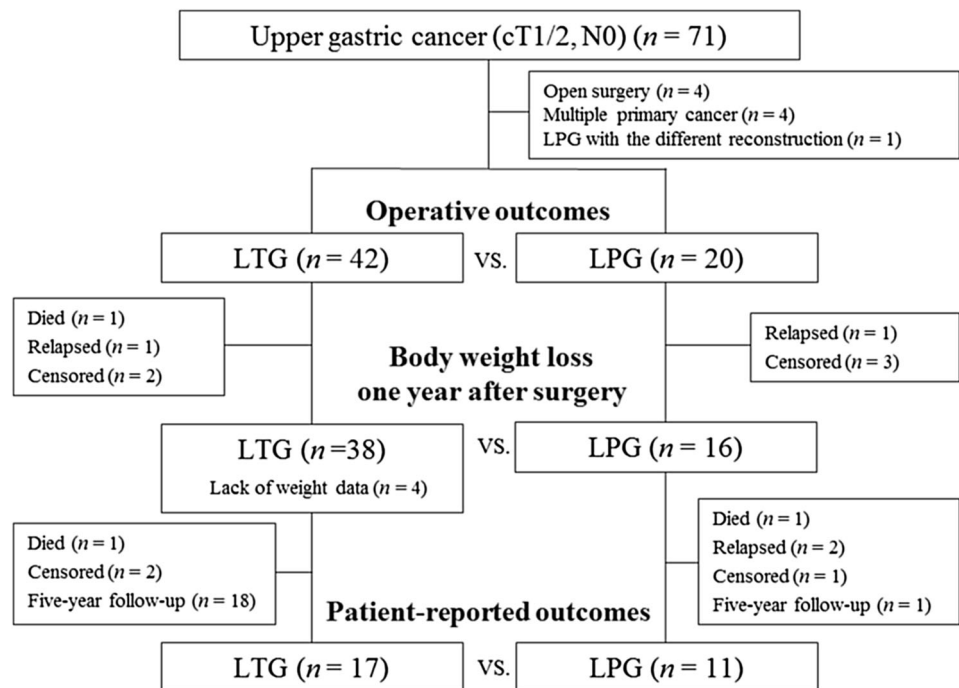 Upper gastric cancer (cT1/2, N0) (n = 71)
Open surgery (n = 4)
Multiple primary cancer (n = 4)
LPG with the different reconstruction (n = 1)
Operative outcomes
LTG (n = 42)
VS.
LPG (n = 20)
Died (n = 1)
Relapsed (n = 1)
Censored (n = 2)
Relapsed (n = 1)
Censored (n = 3)
Body weight loss
one year after surgery
LTG (n =38)
Lack of weight data (n = 4)
VS.
LPG (n = 16)
Died (n = 1)
Censored (n = 2)
Five-year follow-up (n = 18)
Died (n = 1)
Relapsed (n = 2)
Censored (n = 1)
Five-year follow-up (n = 1)
Patient-reported outcomes
LTG (n = 17)
VS.
LPG (n = 11)